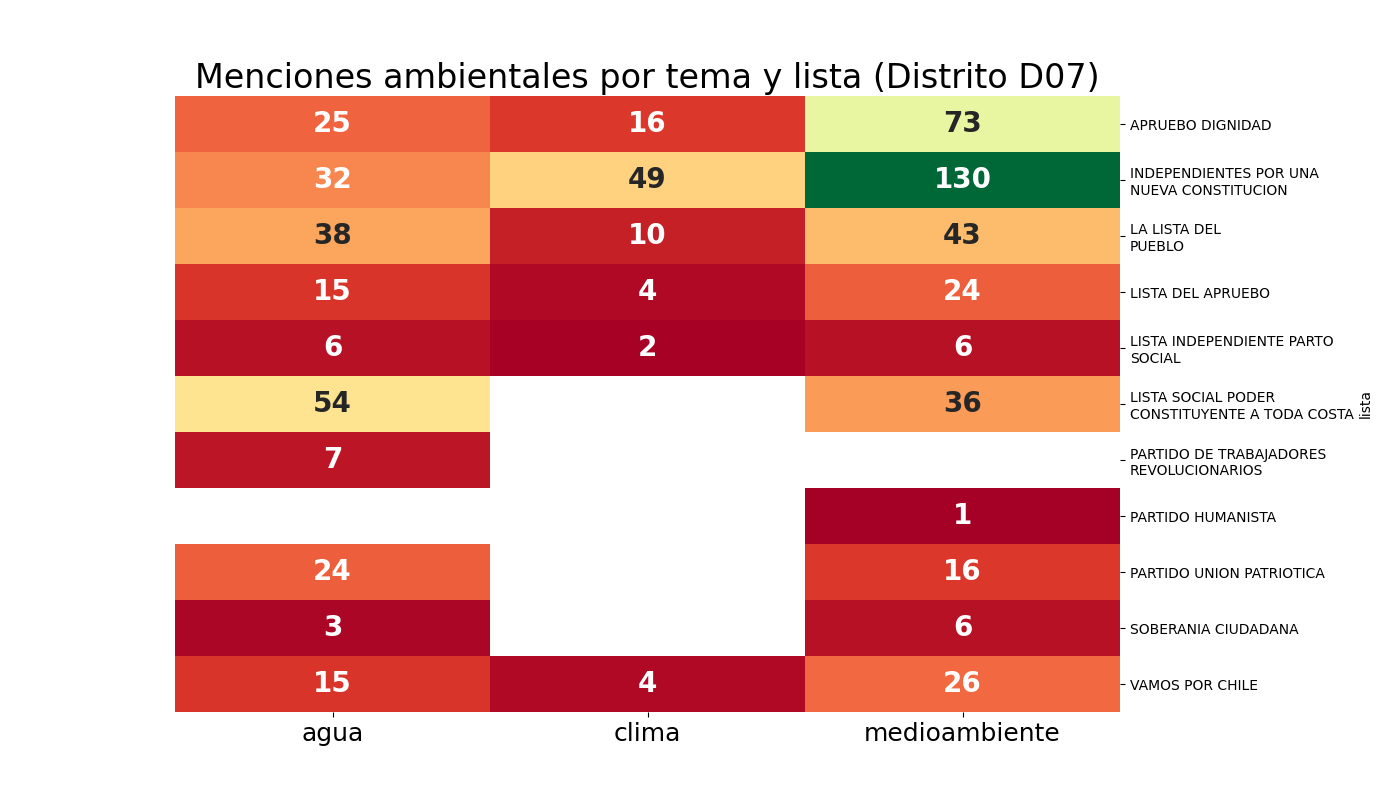 Menciones ambientales por tema y lista (Distrito D07)
25 16 73 APRUEBO DIGNIDAD
32 49 130 INDEPENDIENTES POR UNA
NUEVA CONSTITUCION
38 10 43 LA LISTA DEL
PUEBLO
15 4 24 LISTA DEL APRUEBO
6 2 6 LISTA INDEPENDIENTE PARTO
SOCIAL
54 36 LISTA SOCIAL PODER
CONSTITUYENTE A TODA COSTA
lista
7 PARTIDO DE TRABAJADORES
REVOLUCIONARIOS
1 PARTIDO HUMANISTA
24 16 PARTIDO UNION PATRIOTICA
3 6 SOBERANIA CIUDADANA
15 4 26 VAMOS POR CHILE
agua clima medioambiente